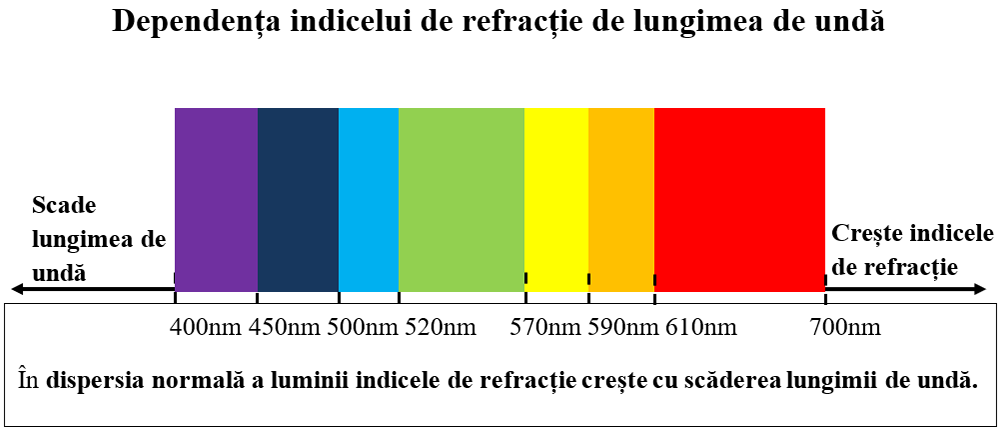 Dependența indicelui de refracție de lungimea de undă
Scade
lungimea de
undă
Crește indicele
de refracție
400nm 450nm 500nm 520nm 570nm 590nm 610nm 700nm
În dispersia normală a luminii indicele de refracție crește cu scăderea lungimii de undă.